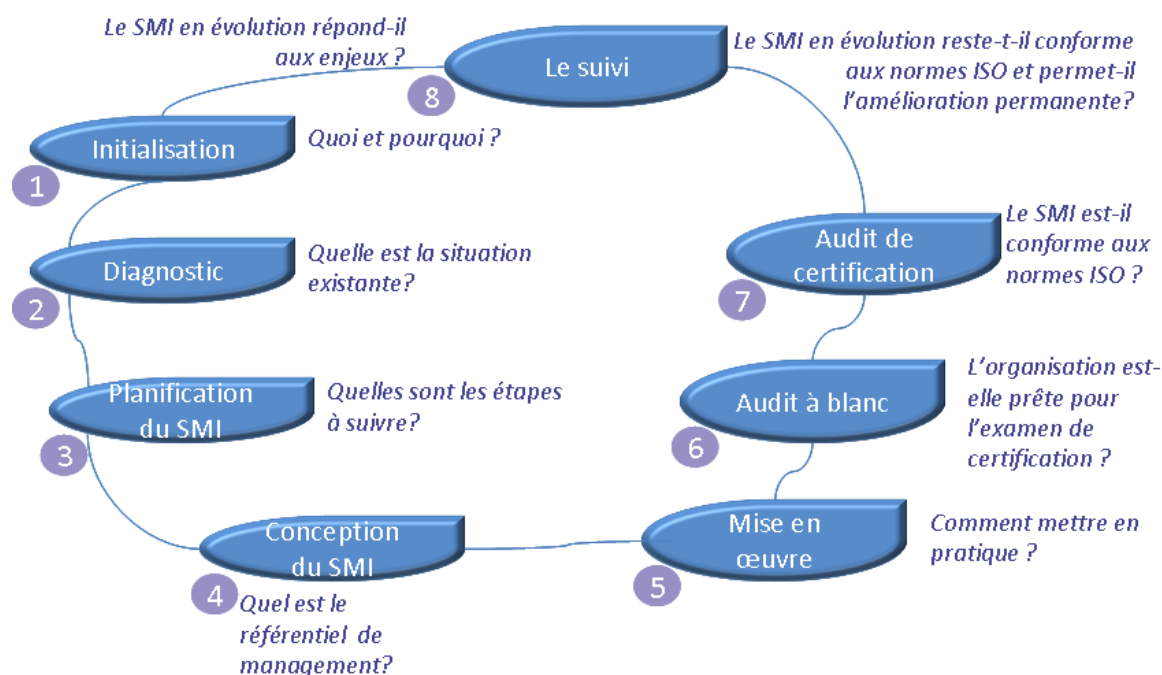 Le SMI en évolution répond-il
aux enjeux ?
Le suivi
8
Le SMI en évolution reste-t-il conforme
aux normes ISO et permet-il
l'amélioration permanente?
Initialisation
1
Quoi et pourquoi ?
Diagnostic
2
Quelle est la situation
existante?
Planification
du SMI
3
Quelles sont les étapes
à suivre?
Conception
du SMI
4
Quel est le
référentiel de
management?
Mise en
œuvre
5
Comment mettre en
pratique ?
Audit à blanc
6
L'organisation est-
elle prête pour
l'examen de
certification ?
Audit de
certification
7
Le SMI est-il
conforme aux
normes ISO ?